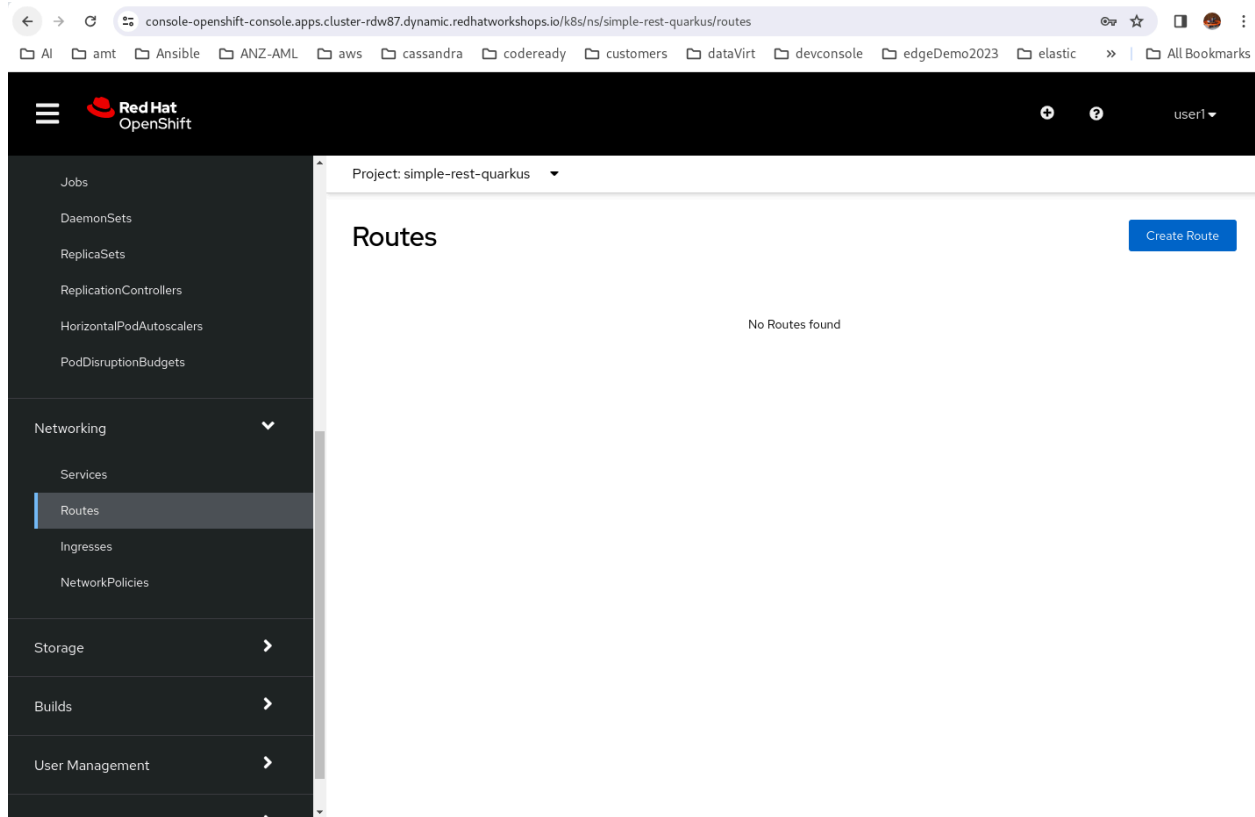 console-openshift-console.apps.cluster-rdw87.dynamic.redhatworkshops.io/k8s/ns/simple-rest-quarkus/routes
AI amt Ansible ANZ-AML aws cassandra codeready customers dataVirt devconsole edgeDemo2023 elastic » All Bookmarks
Red Hat
OpenShift
user1
Jobs
DaemonSets
ReplicaSets
ReplicationControllers
HorizontalPodAutoscalers
PodDisruptionBudgets
Networking
Services
Routes
Ingresses
NetworkPolicies
Storage
Builds
User Management
Project: simple-rest-quarkus
Routes
Create Route
No Routes found